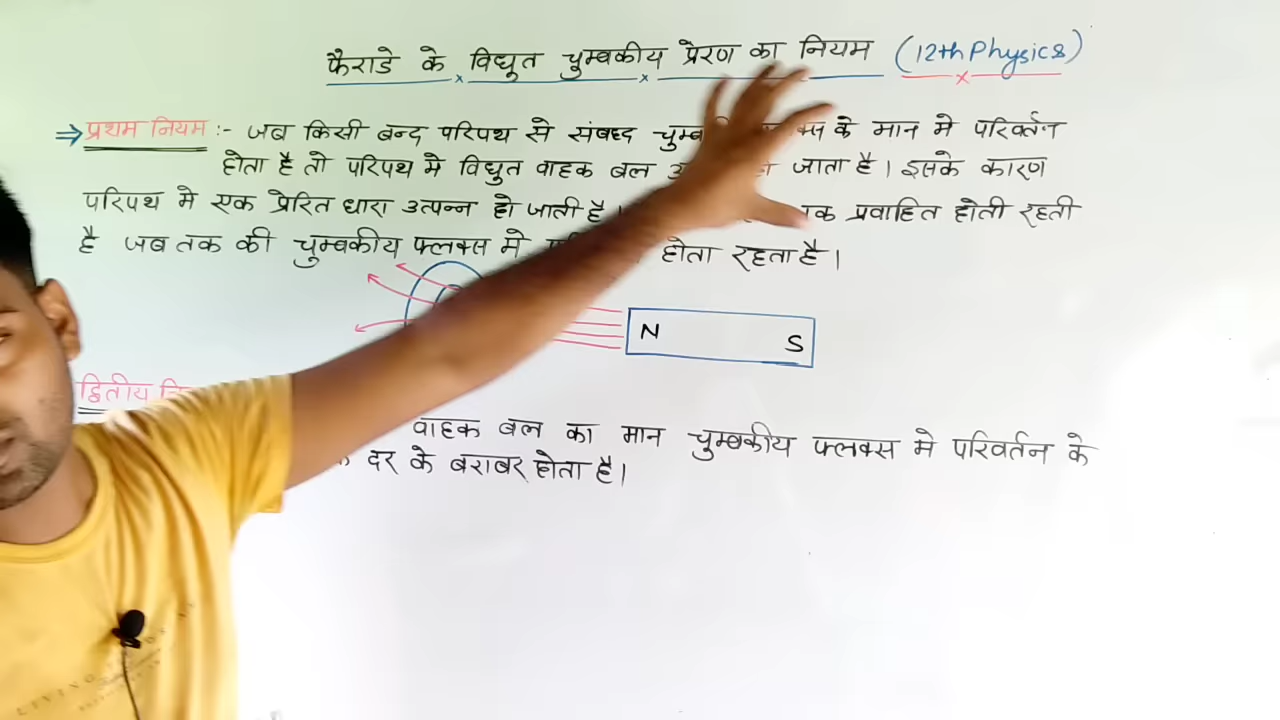 फैराडे के विद्युत चुम्बकीय प्रेरण का नियम (12th Physics)
⇒ प्रथम नियम :- जब किसी बन्द परिपथ से संबध्द के मान मे परिवर्तन
होता है तो परिपथ मे विद्युत वाहक बल जाता है। इसके कारण
परिपथ मे एक प्रेरित धारा उत्पन्न हो जाती है। प्रवाहित होती रहती
है जब तक की चुम्बकीय फ्लक्स मे होता रहता है।
N S
द्वितीय
वाहक बल का मान चुम्बकीय फ्लक्स मे परिवर्तन के
दर के बराबर होता है।
LIVING